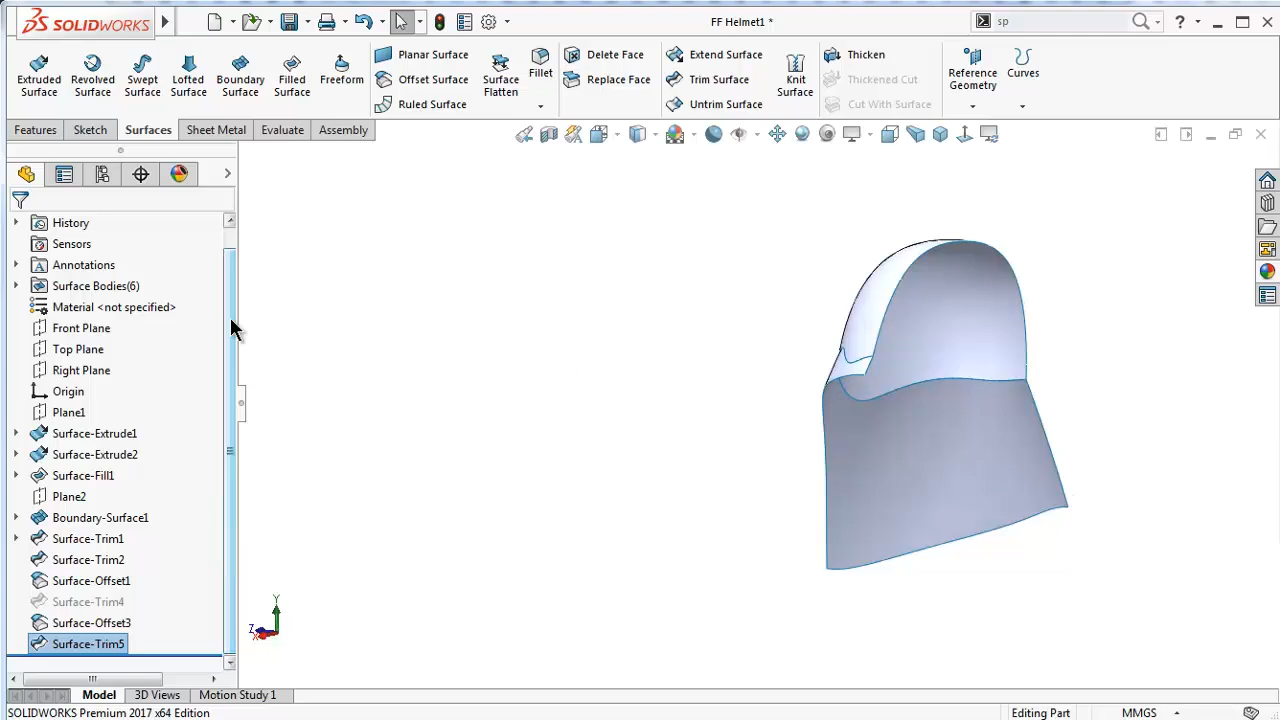 SOLIDWORKS
FF Helmet1 *
sp
Extruded Surface
Revolved Surface
Swept Surface
Lofted Surface
Boundary Surface
Filled Surface
Freeform
Planar Surface
Offset Surface
Ruled Surface
Surface Flatten
Fillet
Delete Face
Replace Face
Extend Surface
Trim Surface
Untrim Surface
Knit Surface
Thicken
Thickened Cut
Cut With Surface
Reference Geometry
Curves
Features Sketch Surfaces Sheet Metal Evaluate Assembly
History
Sensors
Annotations
Surface Bodies(6)
Material <not specified>
Front Plane
Top Plane
Right Plane
Origin
Plane1
Surface-Extrude1
Surface-Extrude2
Surface-Fill1
Plane2
Boundary-Surface1
Surface-Trim1
Surface-Trim2
Surface-Offset1
Surface-Trim4
Surface-Offset3
Surface-Trim5
Y
Z
X
Model 3D Views Motion Study 1
SOLIDWORKS Premium 2017 x64 Edition
Editing Part
MMGS